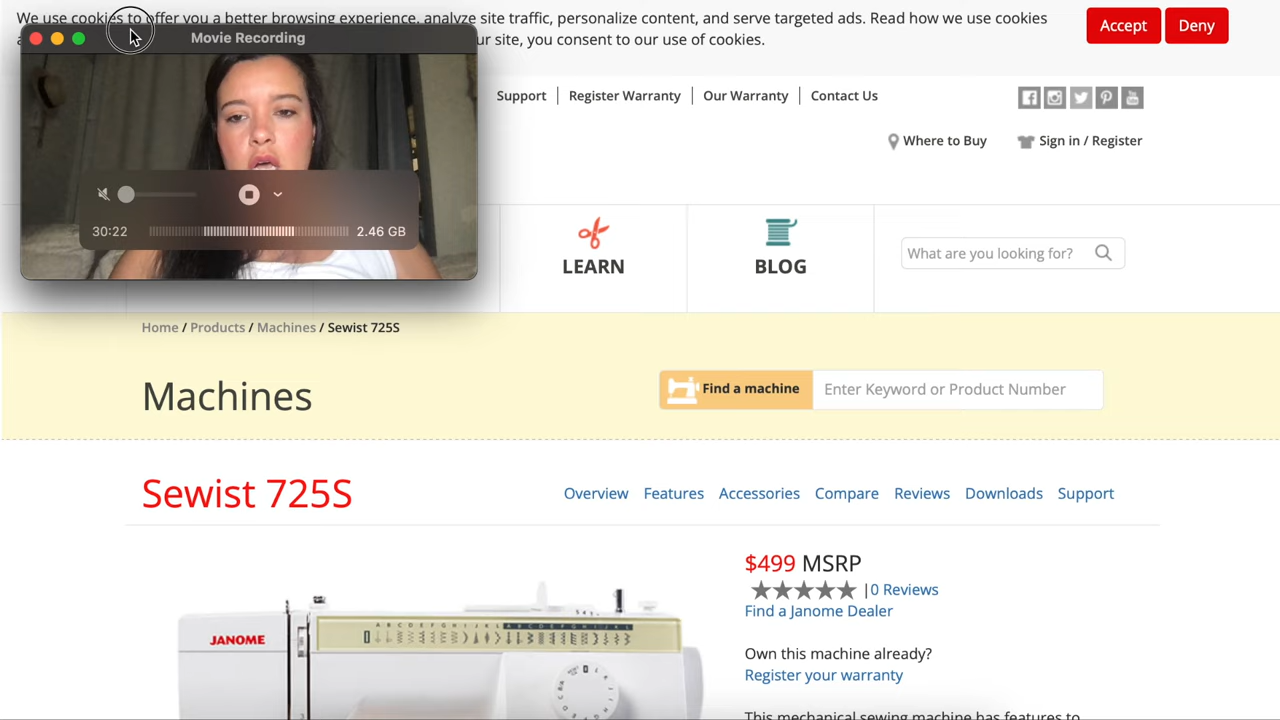 We use cookies to offer you a better browsing experience, analyze site traffic, personalize content, and serve targeted ads. Read how we use cookies
ur site, you consent to our use of cookies.
Accept
Deny
Movie Recording
30:22
2.46 GB
Support
Register Warranty
Our Warranty
Contact Us
Where to Buy
Sign in / Register
LEARN
BLOG
What are you looking for?
Home / Products / Machines / Sewist 725S
Machines
Find a machine
Enter Keyword or Product Number
Sewist 725S
Overview
Features
Accessories
Compare
Reviews
Downloads
Support
JANOME
$499 MSRP
|0 Reviews
Find a Janome Dealer
Own this machine already?
Register your warranty
This mechanical sewing machine has features to